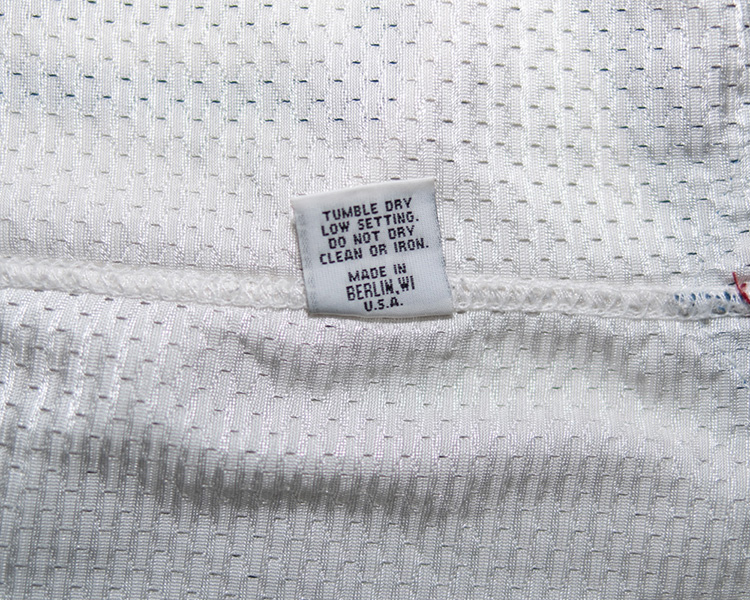 TUMBLE DRY
LOW SETTING.
DO NOT DRY
CLEAN OR IRON.
MADE IN
BERLIN, WI
U.S.A.